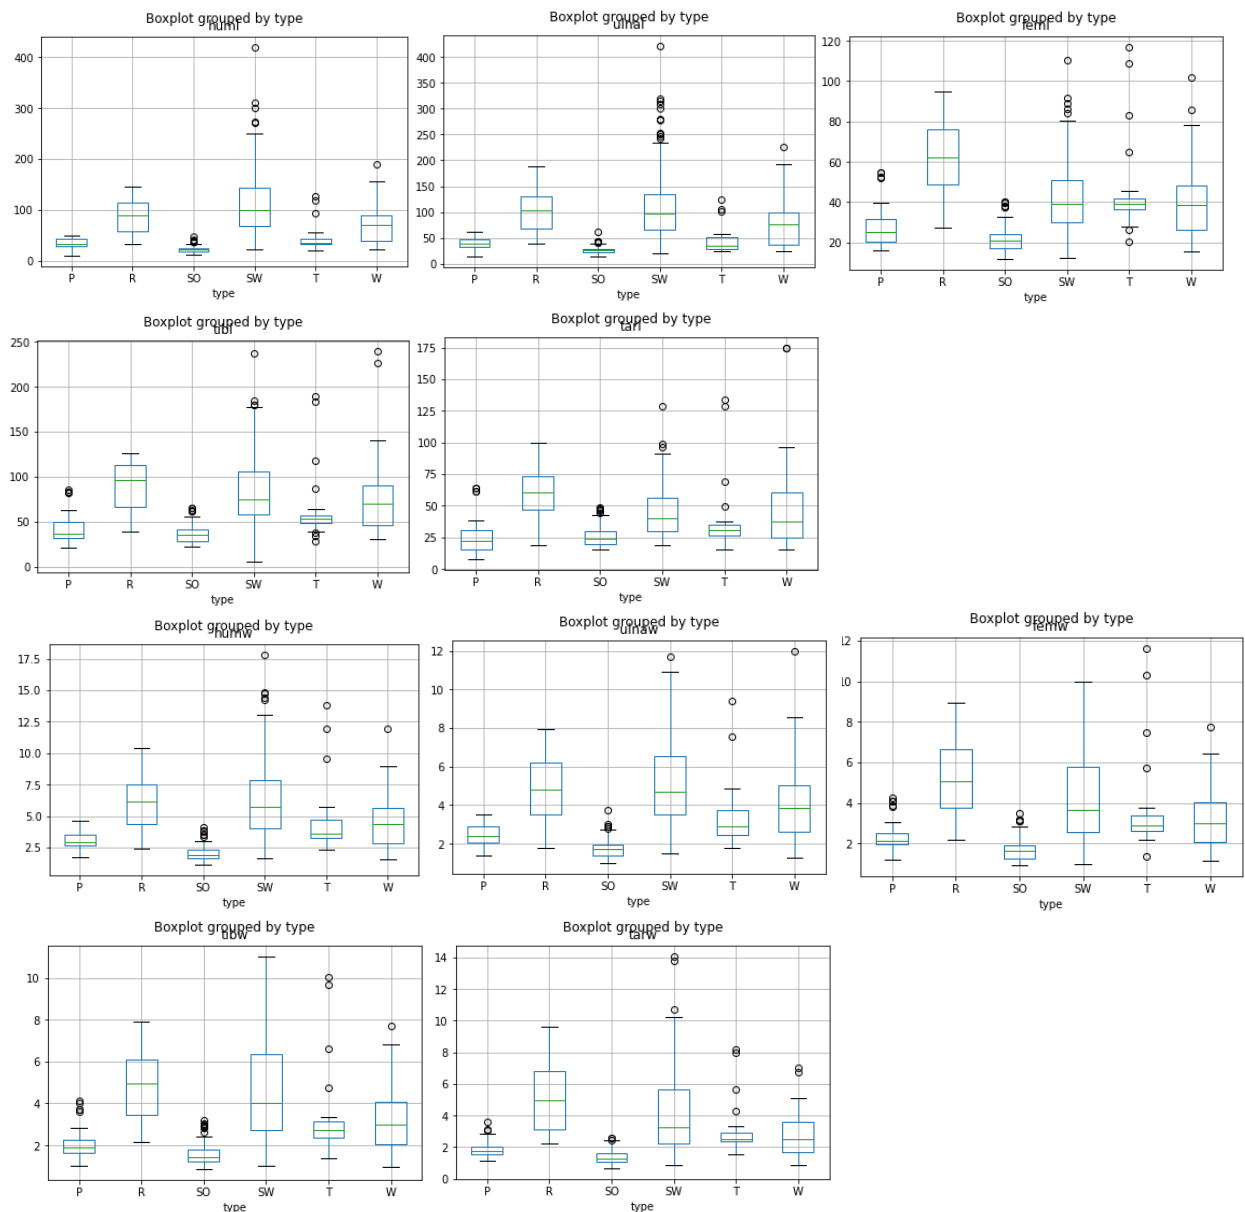 Boxplot grouped by type
huml
400
300
200
100
0
P R SO SW T W
type
Boxplot grouped by type
ulnal
400
350
300
250
200
150
100
50
0
P R SO SW T W
type
Boxplot grouped by type
feml
120
100
80
60
40
20
P R SO SW T W
type
Boxplot grouped by type
tibl
250
200
150
100
50
0
P R SO SW T W
type
Boxplot grouped by type
tarl
175
150
125
100
75
50
25
0
P R SO SW T W
type
Boxplot grouped by type
humw
17.5
15.0
12.5
10.0
7.5
5.0
2.5
P R SO SW T W
type
Boxplot grouped by type
ulnaw
12
10
8
6
4
2
P R SO SW T W
type
Boxplot grouped by type
femw
12
10
8
6
4
2
P R SO SW T W
type
Boxplot grouped by type
tibw
10
8
6
4
2
P R SO SW T W
type
Boxplot grouped by type
tarw
14
12
10
8
6
4
2
0
P R SO SW T W
type